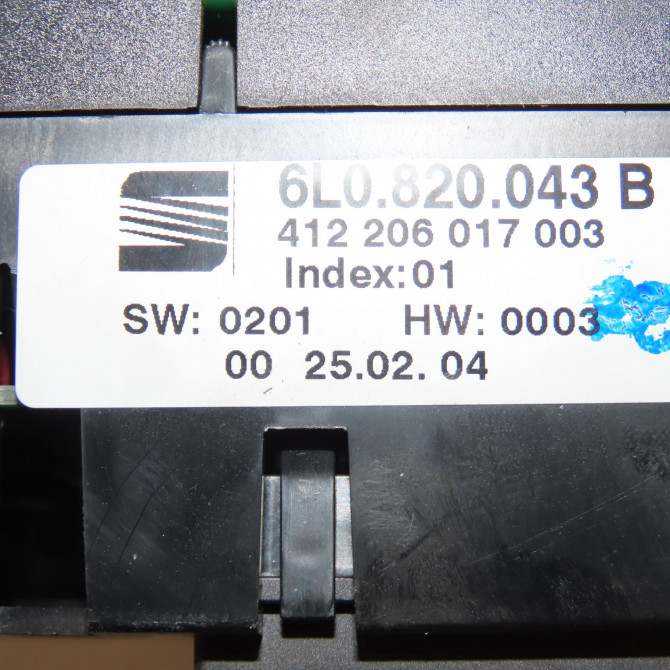 6L0.820.043 B
412 206 017 003
Index:01
SW: 0201 HW: 0003
00 25.02. 04